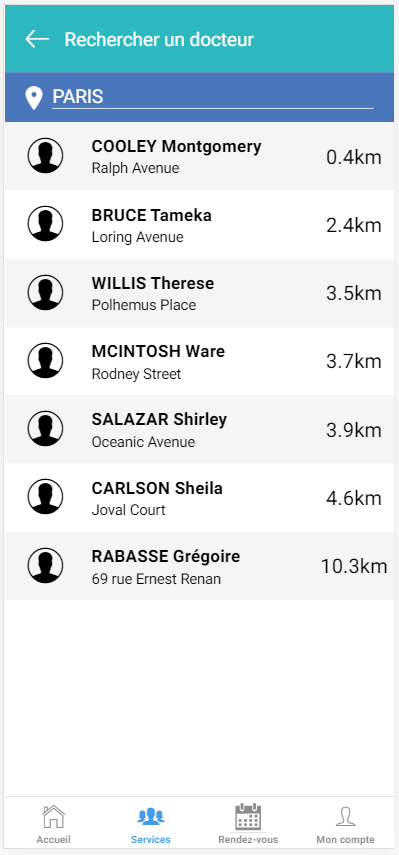 Rechercher un docteur
PARIS
COOLEY Montgomery
Ralph Avenue
0.4km
BRUCE Tameka
Loring Avenue
2.4km
WILLIS Therese
Polhemus Place
3.5km
MCINTOSH Ware
Rodney Street
3.7km
SALAZAR Shirley
Oceanic Avenue
3.9km
CARLSON Sheila
Joval Court
4.6km
RABASSE Grégoire
69 rue Ernest Renan
10.3km
Accueil
Services
Rendez-vous
Mon compte